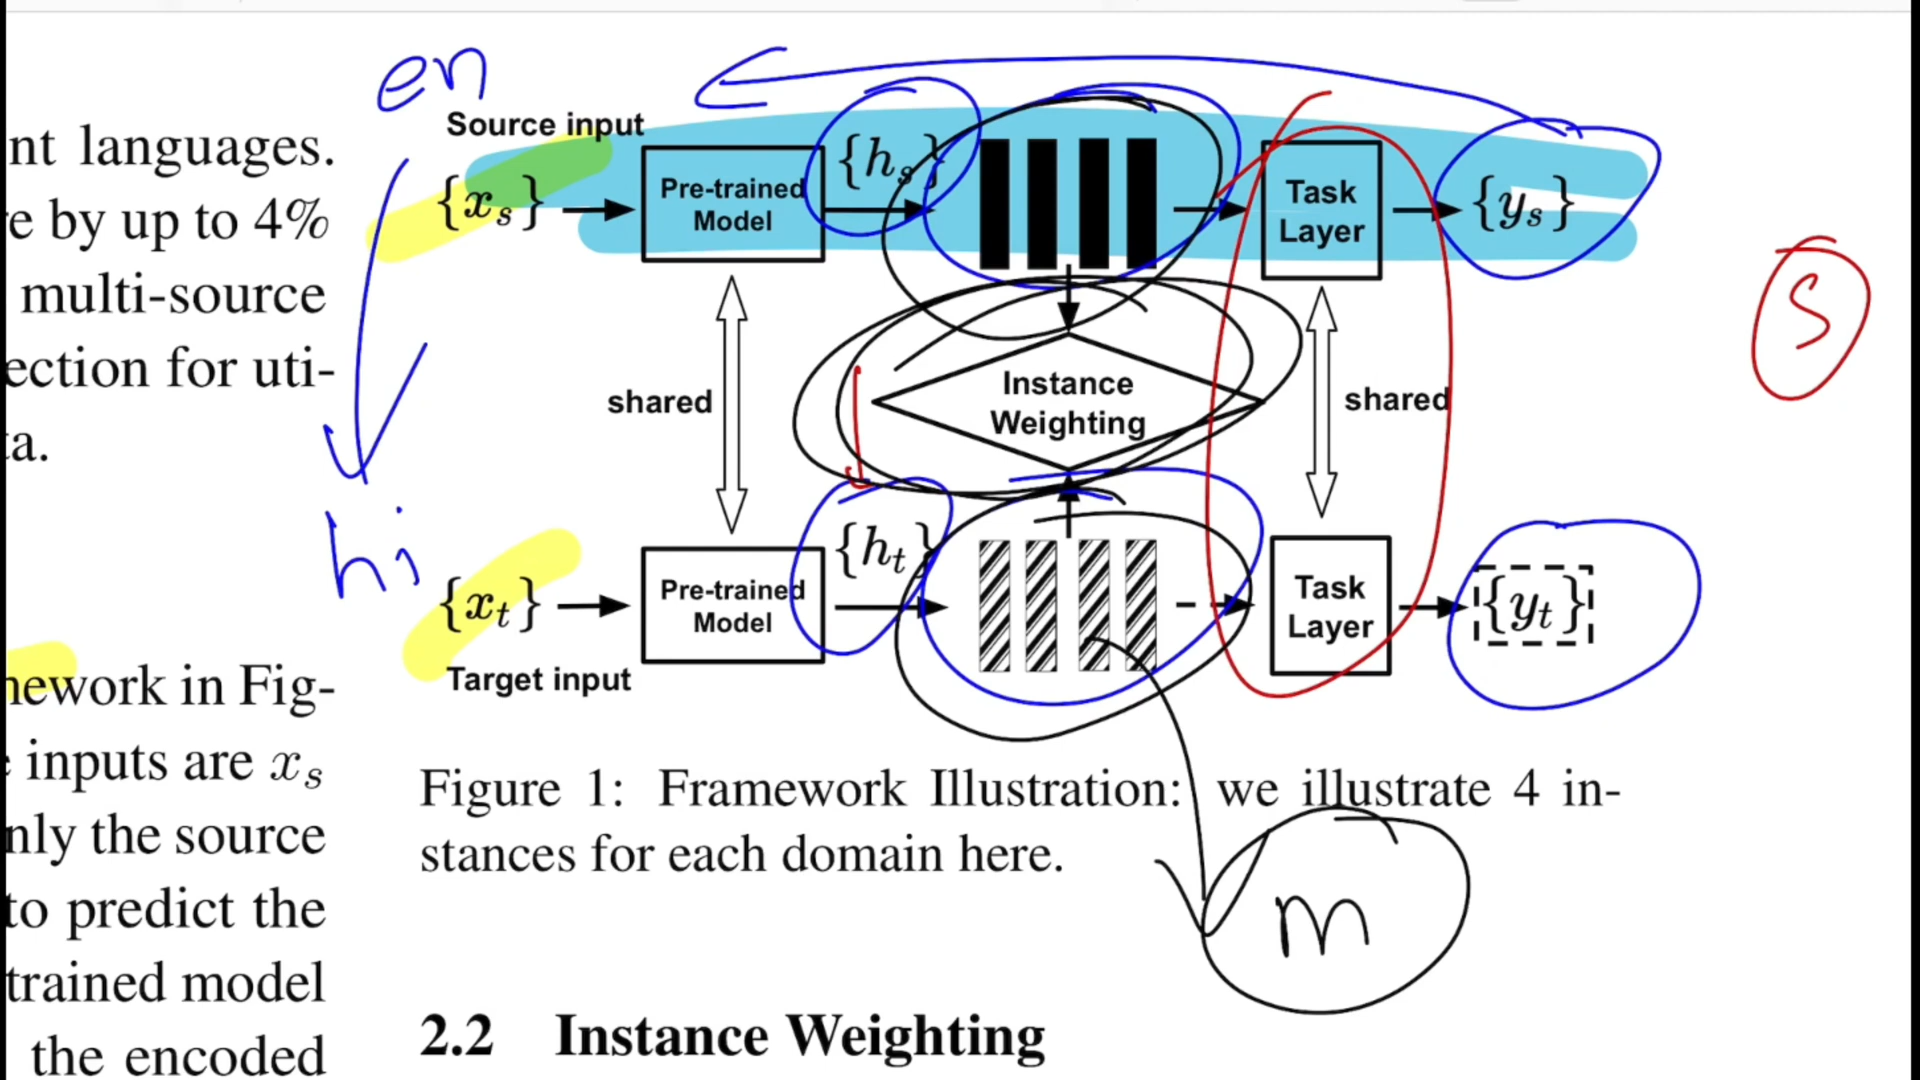 nt languages.
e by up to 4%
multi-source
ection for uti-
ta.
nework in Fig-
inputs are x_s
nly the source
to predict the
trained model
the encoded
en
Source input
{x_s}
Pre-trained
Model
{h_s}
Task
Layer
{y_s}
S
shared
Instance
Weighting
shared
hi
{x_t}
Target input
Pre-trained
Model
{h_t}
Task
Layer
{y_t}
Figure 1: Framework Illustration: we illustrate 4 in-
stances for each domain here.
m
2.2 Instance Weighting